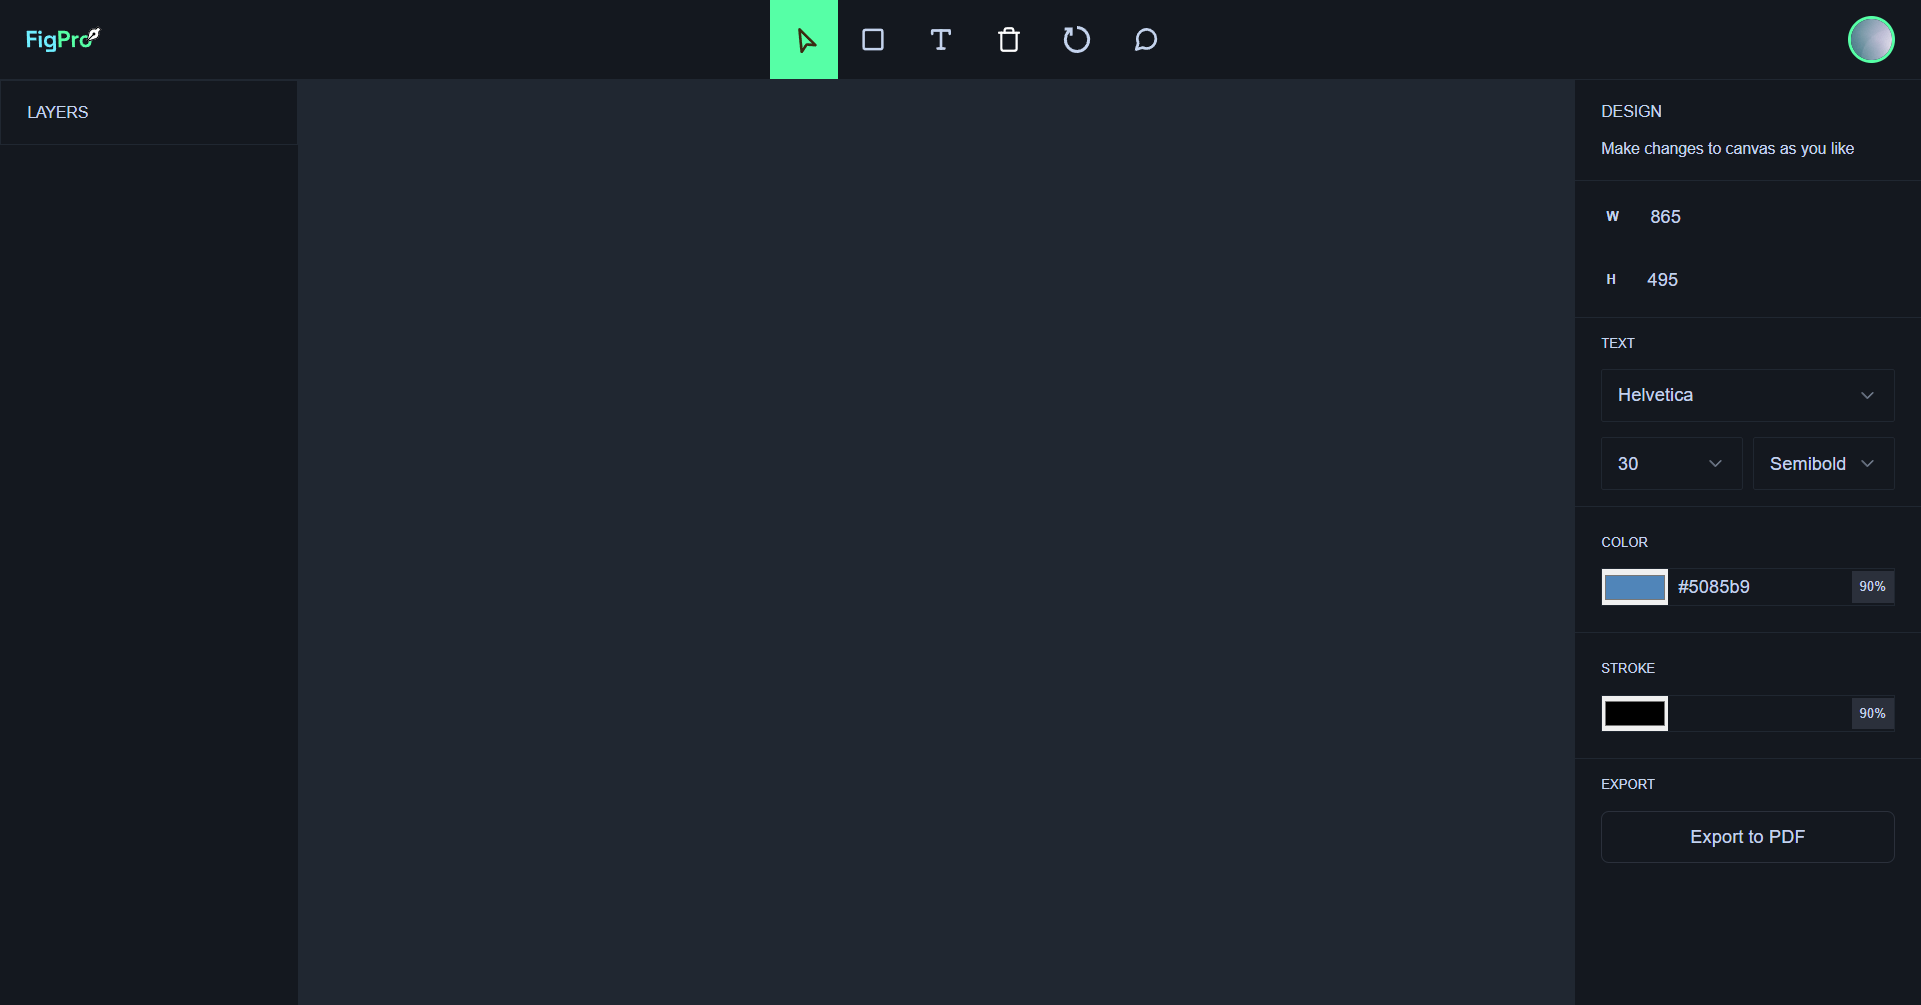 FigPro
LAYERS
DESIGN
Make changes to canvas as you like
W 865
H 495
TEXT
Helvetica
30 Semibold
COLOR
#5085b9 90%
STROKE
90%
EXPORT
Export to PDF